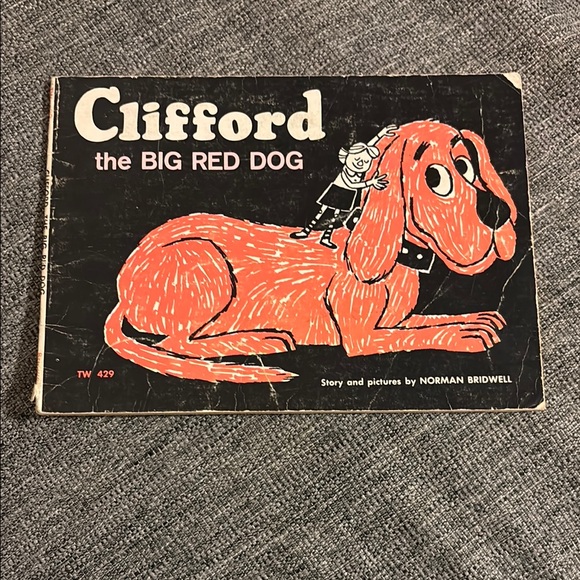 Clifford
the BIG RED DOG
TW 429
Story and pictures by NORMAN BRIDWELL